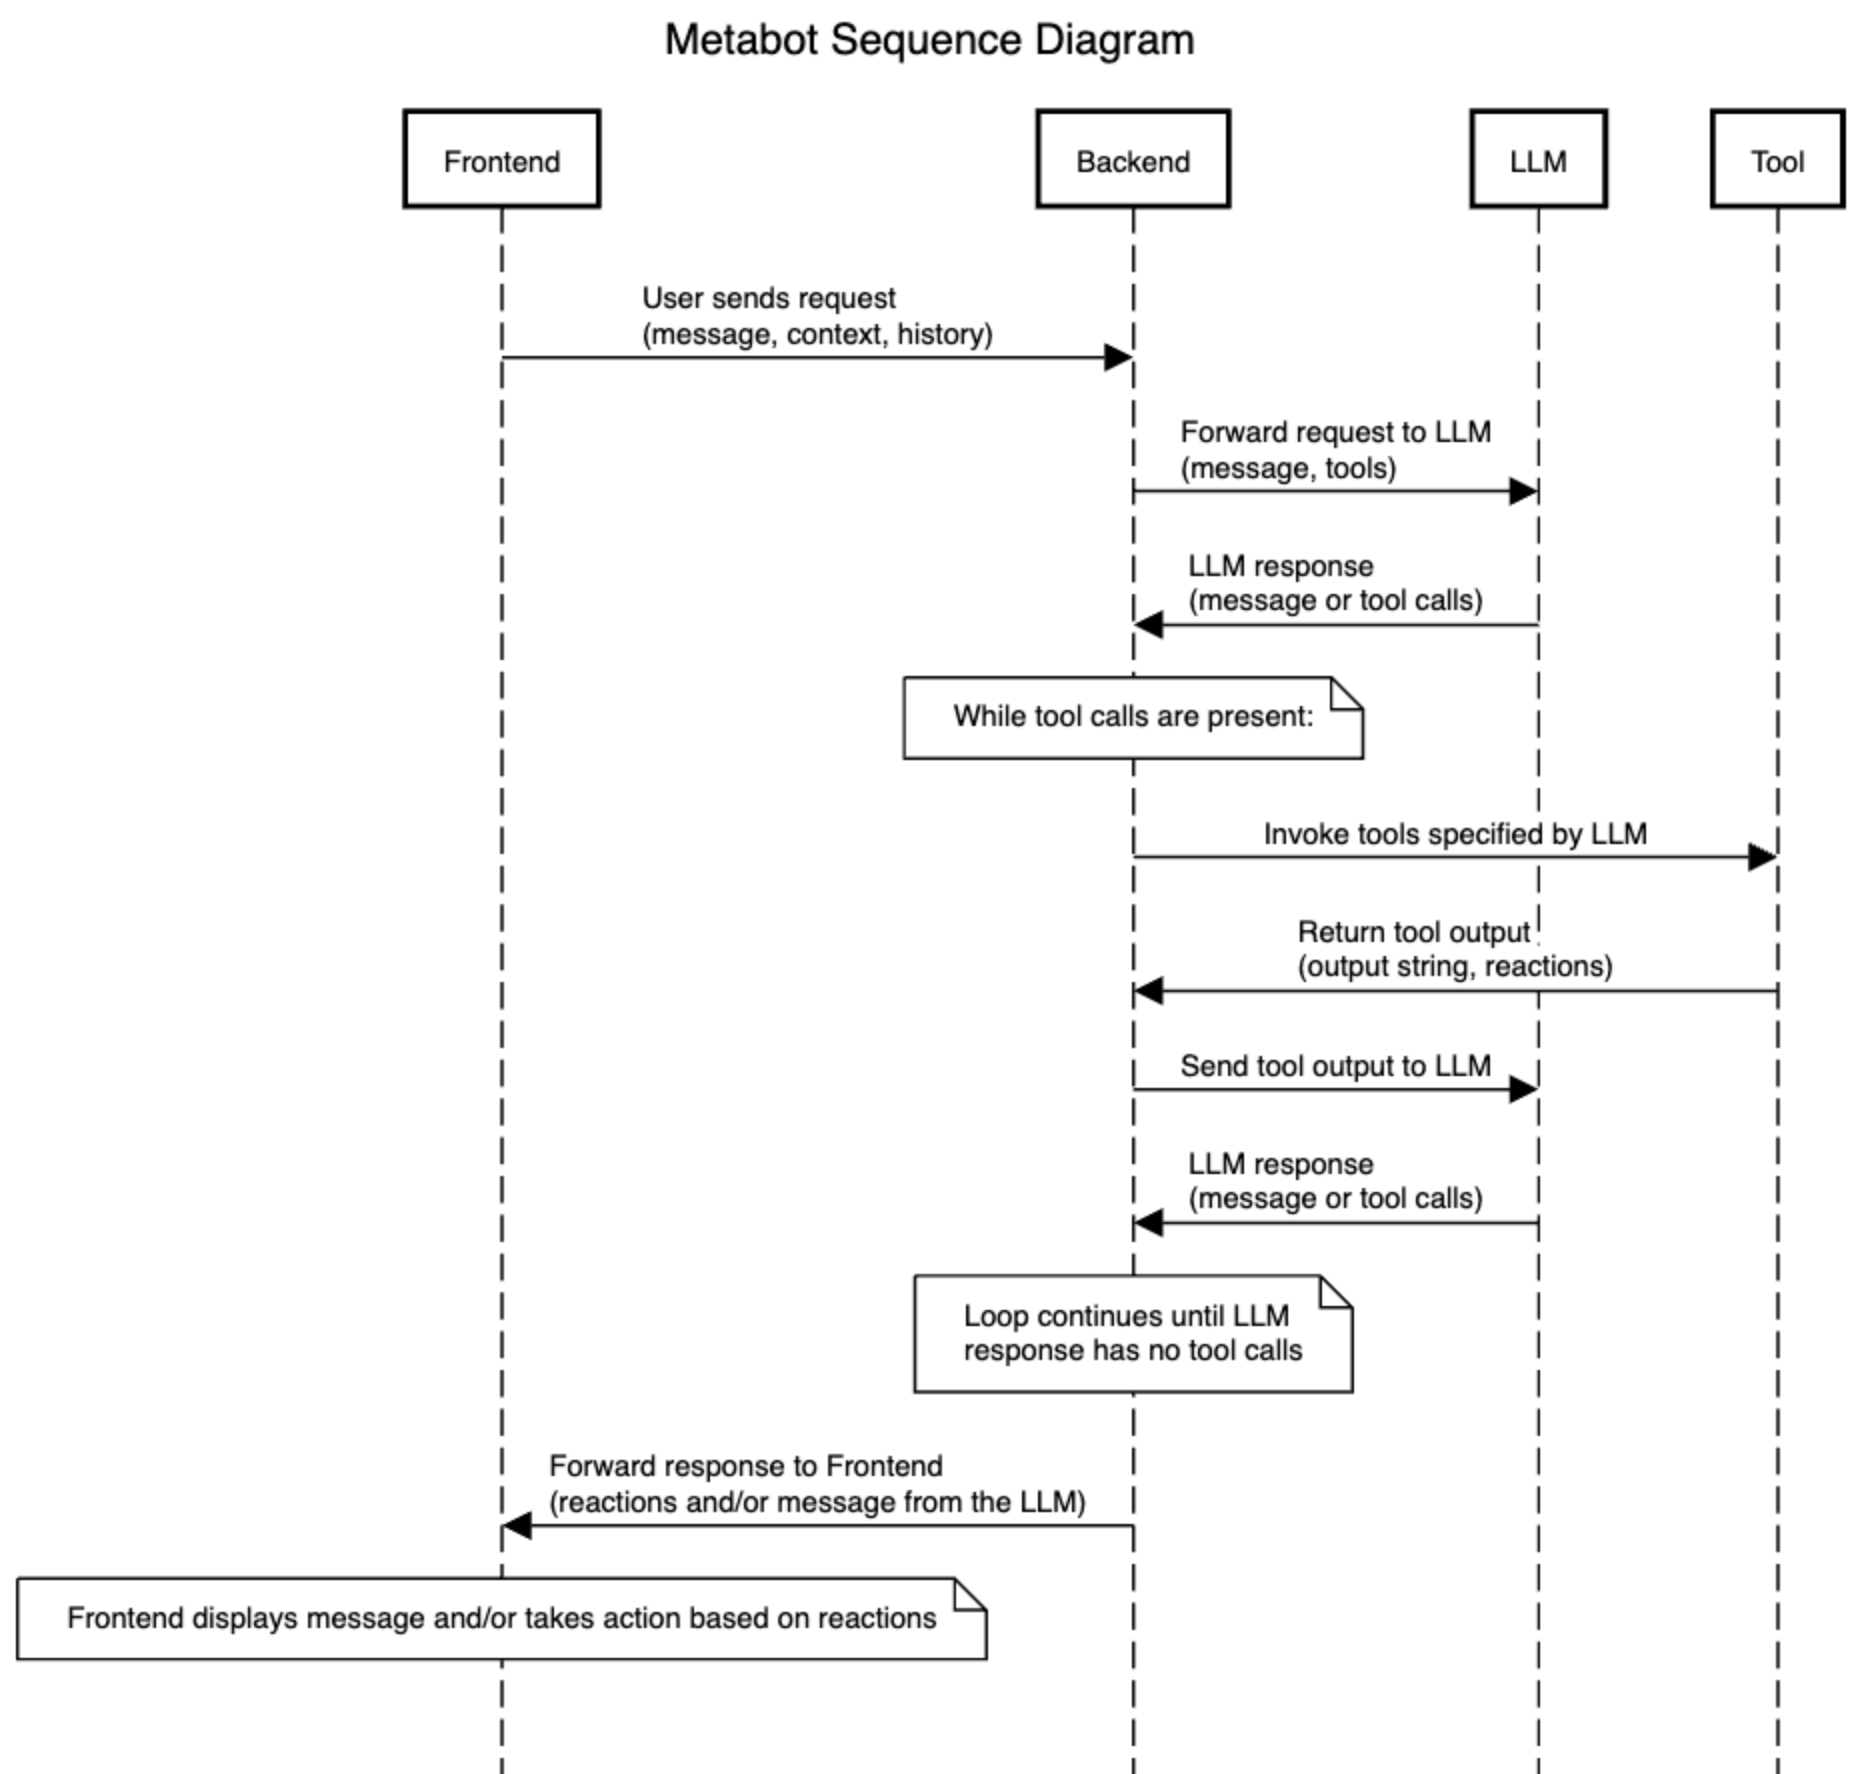 Metabot Sequence Diagram
Frontend
Backend
LLM
Tool
User sends request
(message, context, history)
Forward request to LLM
(message, tools)
LLM response
(message or tool calls)
While tool calls are present:
Invoke tools specified by LLM
Return tool output
(output string, reactions)
Send tool output to LLM
LLM response
(message or tool calls)
Loop continues until LLM
response has no tool calls
Forward response to Frontend
(reactions and/or message from the LLM)
Frontend displays message and/or takes action based on reactions